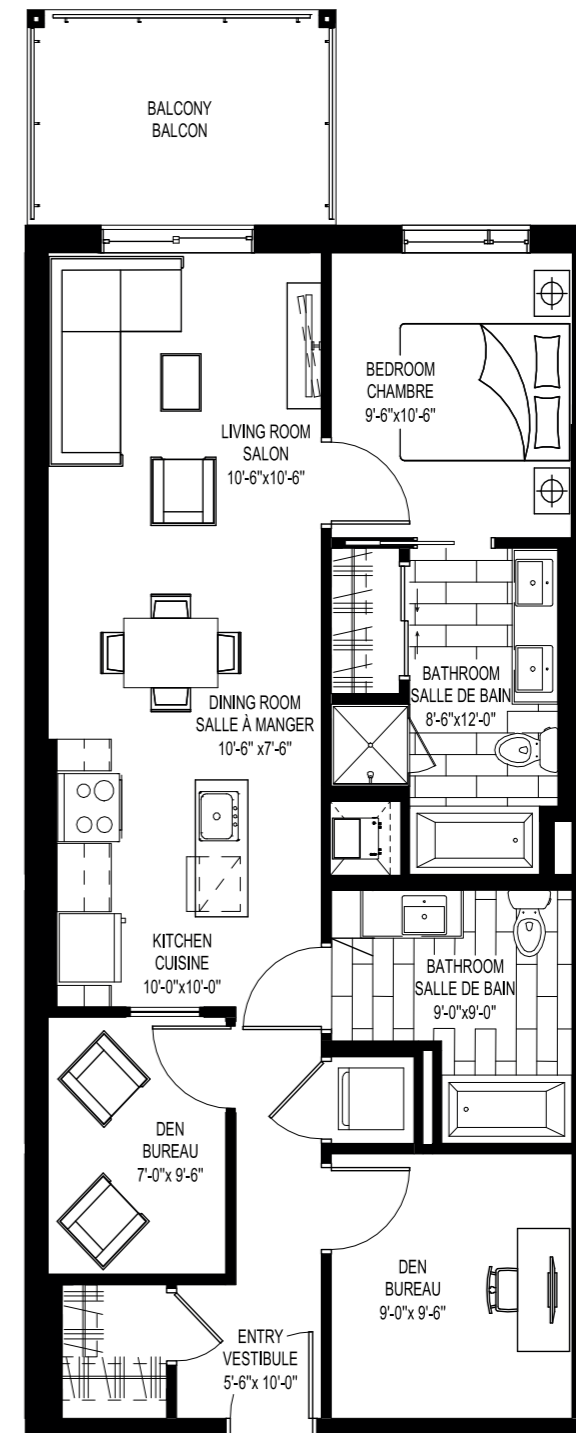 BALCONY
BALCON
BEDROOM
CHAMBRE
9'-6"x10'-6"
LIVING ROOM
SALON
10'-6"x10'-6"
BATHROOM
SALLE DE BAIN
8'-6"x12'-0"
DINING ROOM
SALLE À MANGER
10'-6" x7'-6"
KITCHEN
CUISINE
10'-0"x10'-0"
BATHROOM
SALLE DE BAIN
9'-0"x9'-0"
DEN
BUREAU
7'-0"x 9'-6"
DEN
BUREAU
9'-0"x 9'-6"
ENTRY
VESTIBULE
5'-6"x 10'-0"